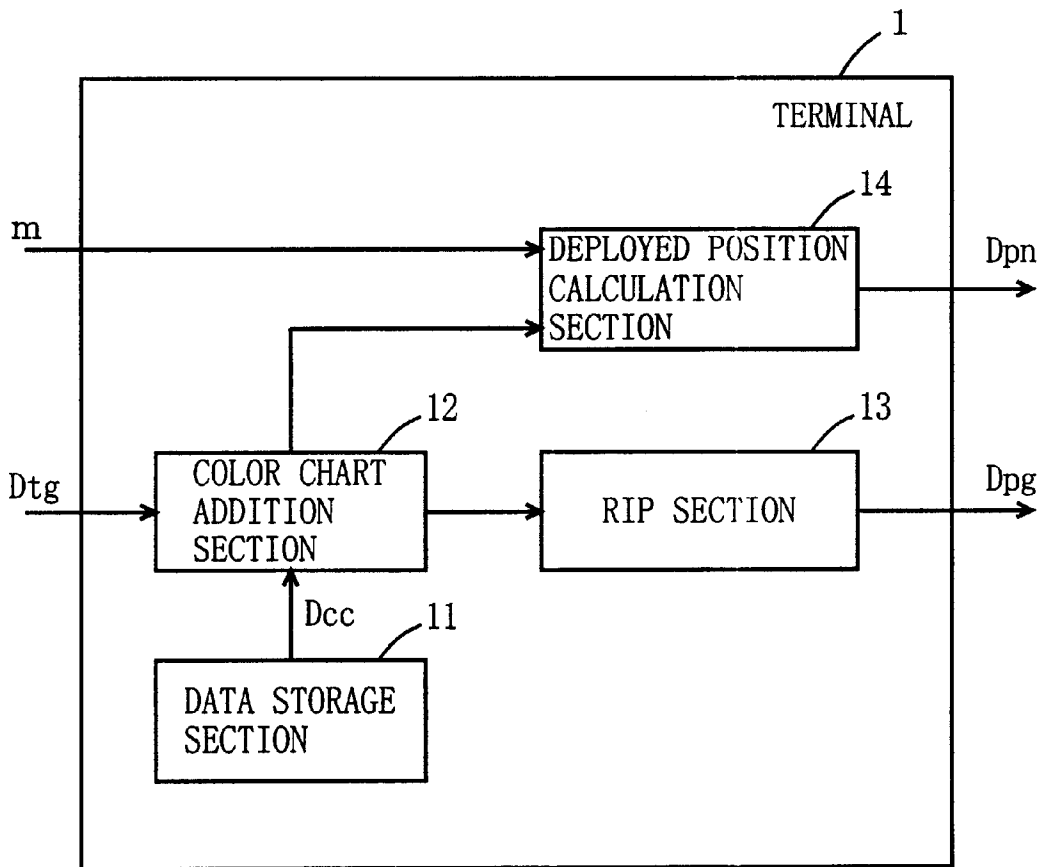 1
TERMINAL
14
m
DEPLOYED POSITION
CALCULATION
SECTION
Dpn
12
13
Dtg
COLOR CHART
ADDITION
SECTION
RIP SECTION
Dpg
Dcc
11
DATA STORAGE
SECTION